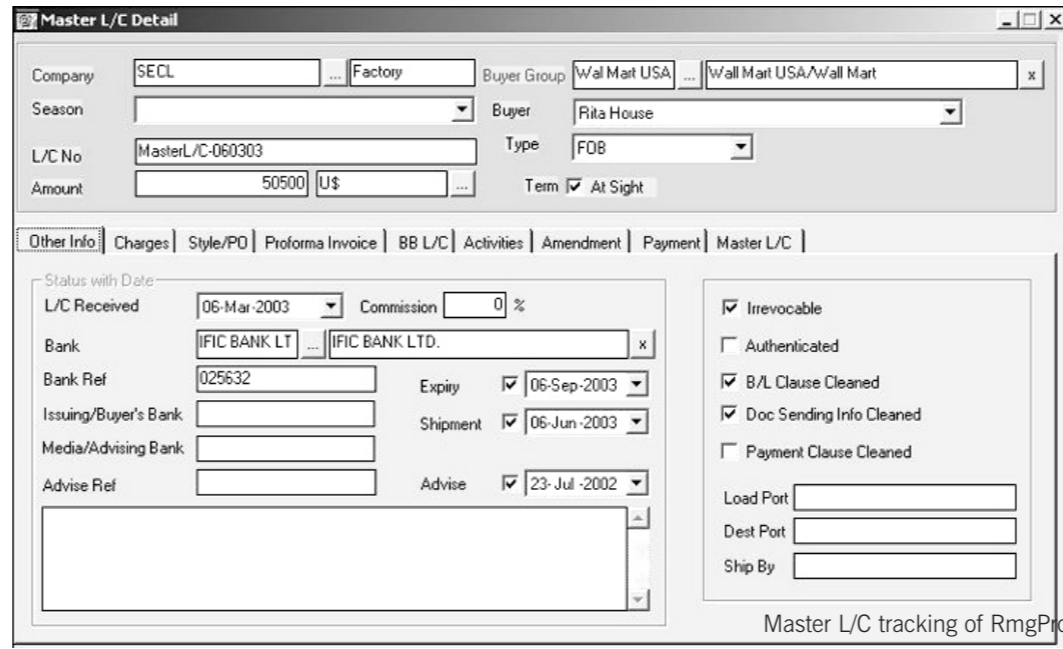 Master L/C Detail
Company SECL ... Factory Buyer Group Wal Mart USA ... Wall Mart USA/Wall Mart x
Season Buyer Rita House
L/C No MasterL/C-060303 Type FOB
Amount 50500 U$ ... Term At Sight
Other Info Charges Style/PO Proforma Invoice BB L/C Activities Amendment Payment Master L/C
Status with Date
L/C Received 06-Mar-2003 Commission 0 %
Bank IFIC BANK LT ... IFIC BANK LTD. x
Bank Ref 025632 Expiry 06-Sep-2003
Issuing/Buyer's Bank Shipment 06-Jun-2003
Media/Advising Bank
Advise Ref Advise 23-Jul-2002
Irrevocable
Authenticated
B/L Clause Cleaned
Doc Sending Info Cleaned
Payment Clause Cleaned
Load Port
Dest Port
Ship By
Master L/C tracking of RmgPro